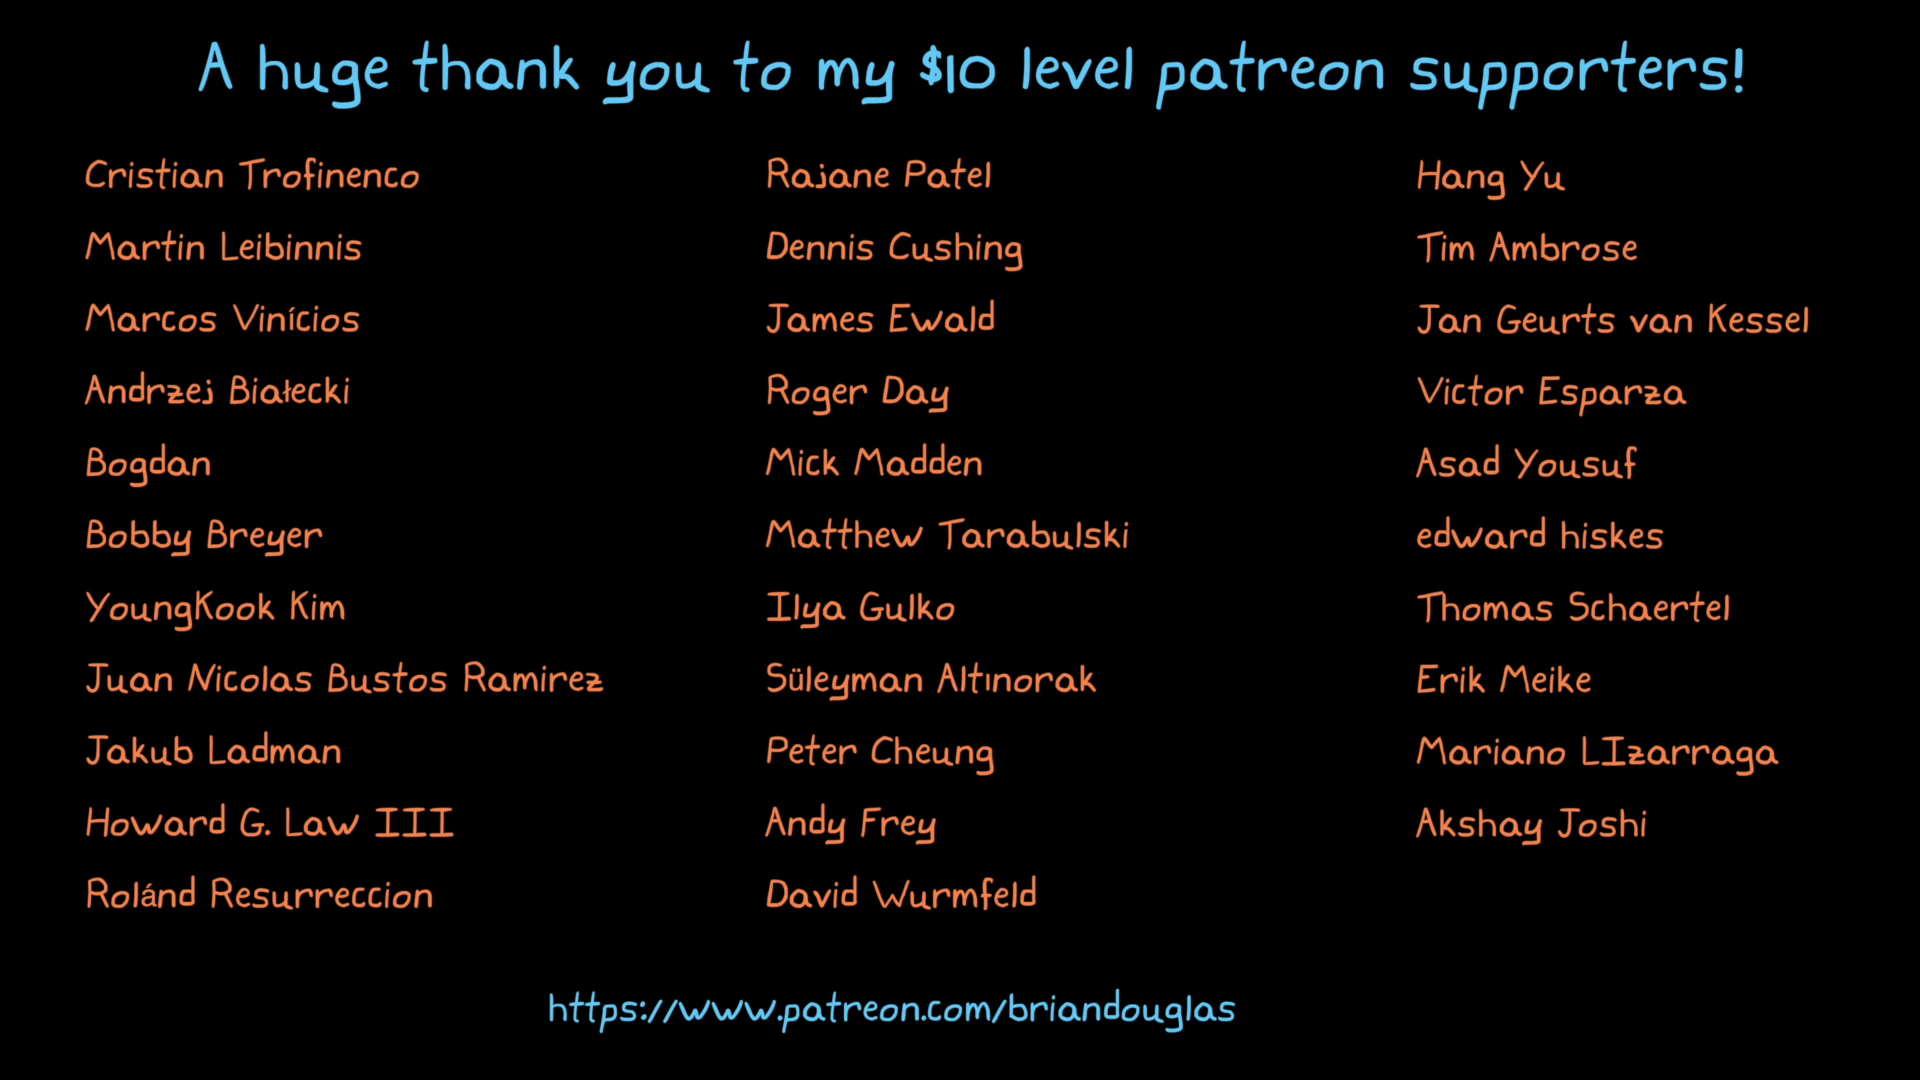 A huge thank you to my $10 level patreon supporters!
Cristian Trofinenco
Martin Leibinnis
Marcos Vinícios
Andrzej Białecki
Bogdan
Bobby Breyer
YoungKook Kim
Juan Nicolas Bustos Ramirez
Jakub Ladman
Howard G. Law III
Rolánd Resurreccion
Rajane Patel
Dennis Cushing
James Ewald
Roger Day
Mick Madden
Matthew Tarabulski
Ilya Gulko
Süleyman Altınorak
Peter Cheung
Andy Frey
David Wurmfeld
Hang Yu
Tim Ambrose
Jan Geurts van Kessel
Victor Esparza
Asad Yousuf
edward hiskes
Thomas Schaertel
Erik Meike
Mariano LIzarraga
Akshay Joshi
https://www.patreon.com/briandouglas